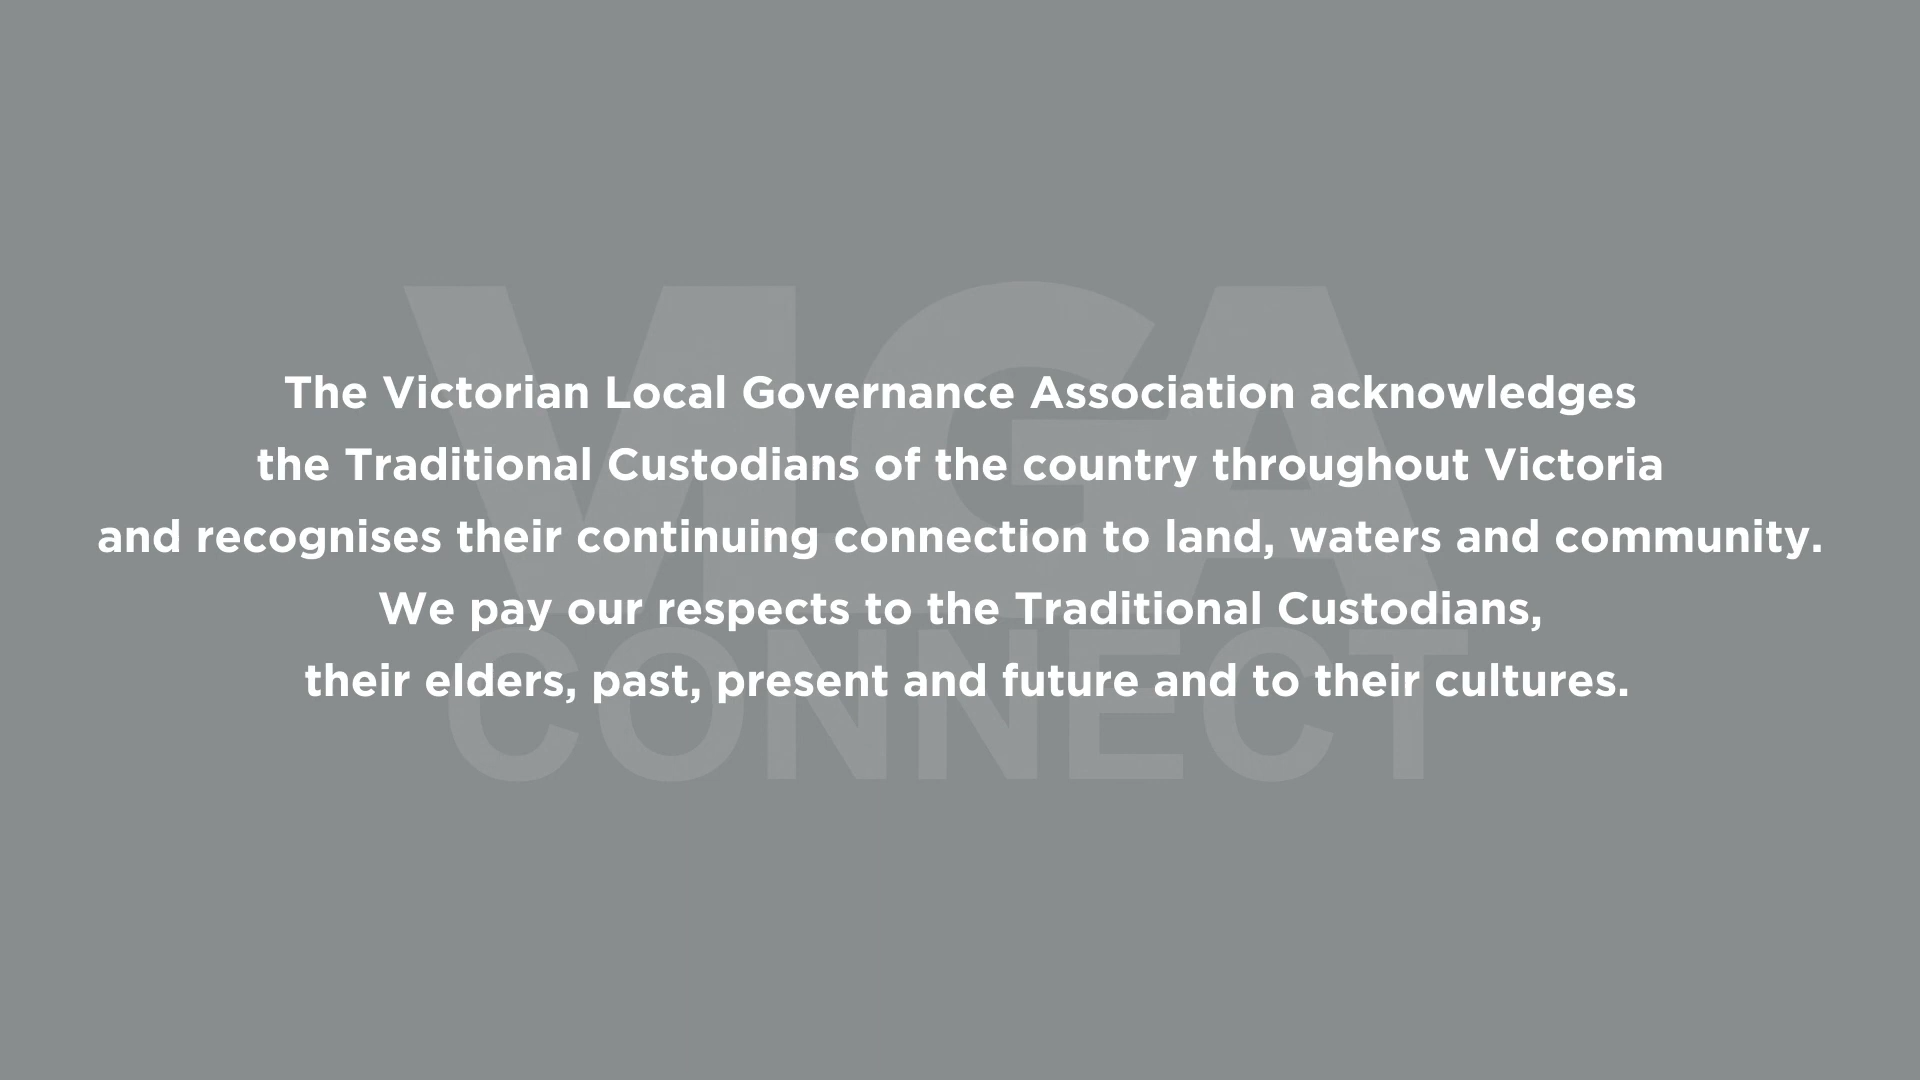 The Victorian Local Governance Association acknowledges
the Traditional Custodians of the country throughout Victoria
and recognises their continuing connection to land, waters and community.
We pay our respects to the Traditional Custodians,
their elders, past, present and future and to their cultures.
VLGA
CONNECT